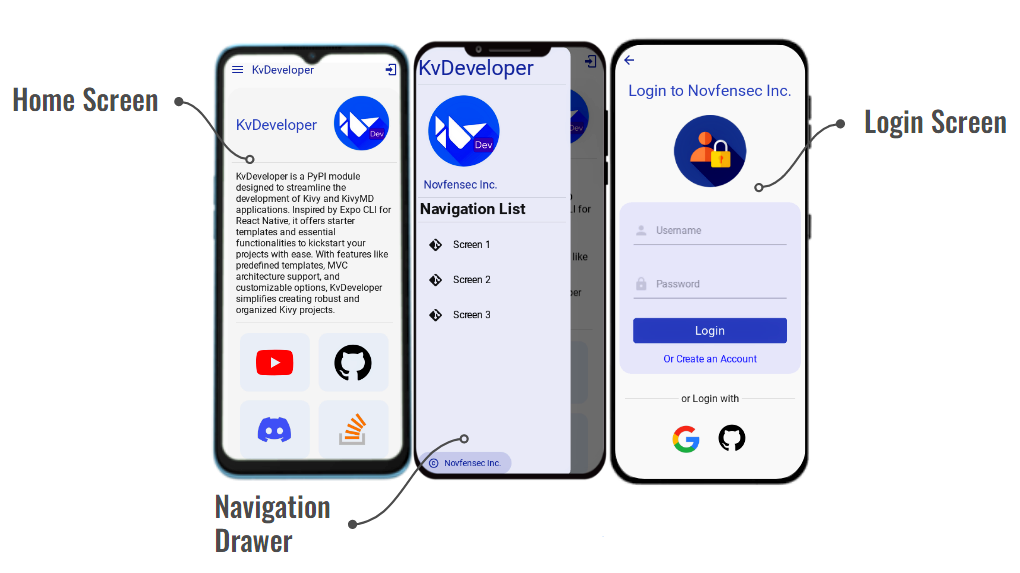 Home Screen
KvDeveloper
KvDeveloper
Dev
KvDeveloper is a PyPI module
designed to streamline the
development of Kivy and KivyMD
applications. Inspired by Expo CLI for
React Native, it offers starter
templates and essential
functionalities to kickstart your
projects with ease. With features like
predefined templates, MVC
architecture support, and
customizable options, KvDeveloper
simplifies creating robust and
organized Kivy projects.
KvDeveloper
Dev
Novfensec Inc.
Navigation List
Screen 1
Screen 2
Screen 3
© Novfensec Inc.
LI for
like
per
Navigation
Drawer
Login Screen
Login to Novfensec Inc.
Username
Password
Login
Or Create an Account
or Login with